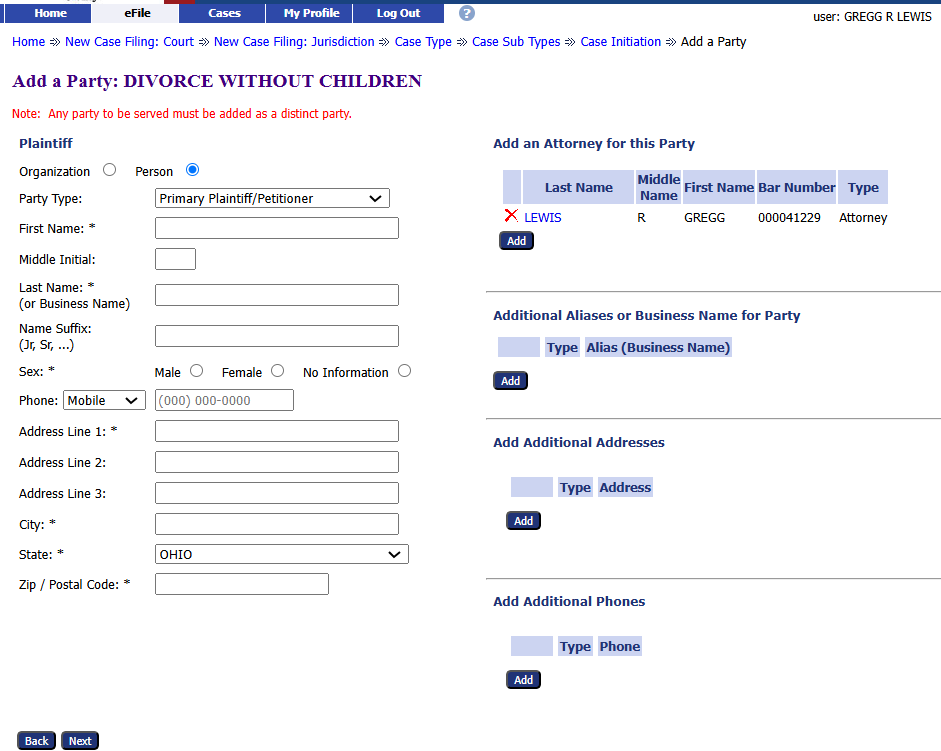 Home eFile Cases My Profile Log Out ?
user: GREGG R LEWIS
Home ⇒ New Case Filing: Court ⇒ New Case Filing: Jurisdiction ⇒ Case Type ⇒ Case Sub Types ⇒ Case Initiation ⇒ Add a Party
Add a Party: DIVORCE WITHOUT CHILDREN
Note: Any party to be served must be added as a distinct party.
Plaintiff
Organization Person
Party Type: Primary Plaintiff/Petitioner
First Name: *
Middle Initial:
Last Name: *
(or Business Name)
Name Suffix:
(Jr, Sr, ...)
Sex: * Male Female No Information
Phone: Mobile (000) 000-0000
Address Line 1: *
Address Line 2:
Address Line 3:
City: *
State: * OHIO
Zip / Postal Code: *
Add an Attorney for this Party
Last Name Middle Name First Name Bar Number Type
LEWIS R GREGG 000041229 Attorney
Add
Additional Aliases or Business Name for Party
Type Alias (Business Name)
Add
Add Additional Addresses
Type Address
Add
Add Additional Phones
Type Phone
Add
Back Next